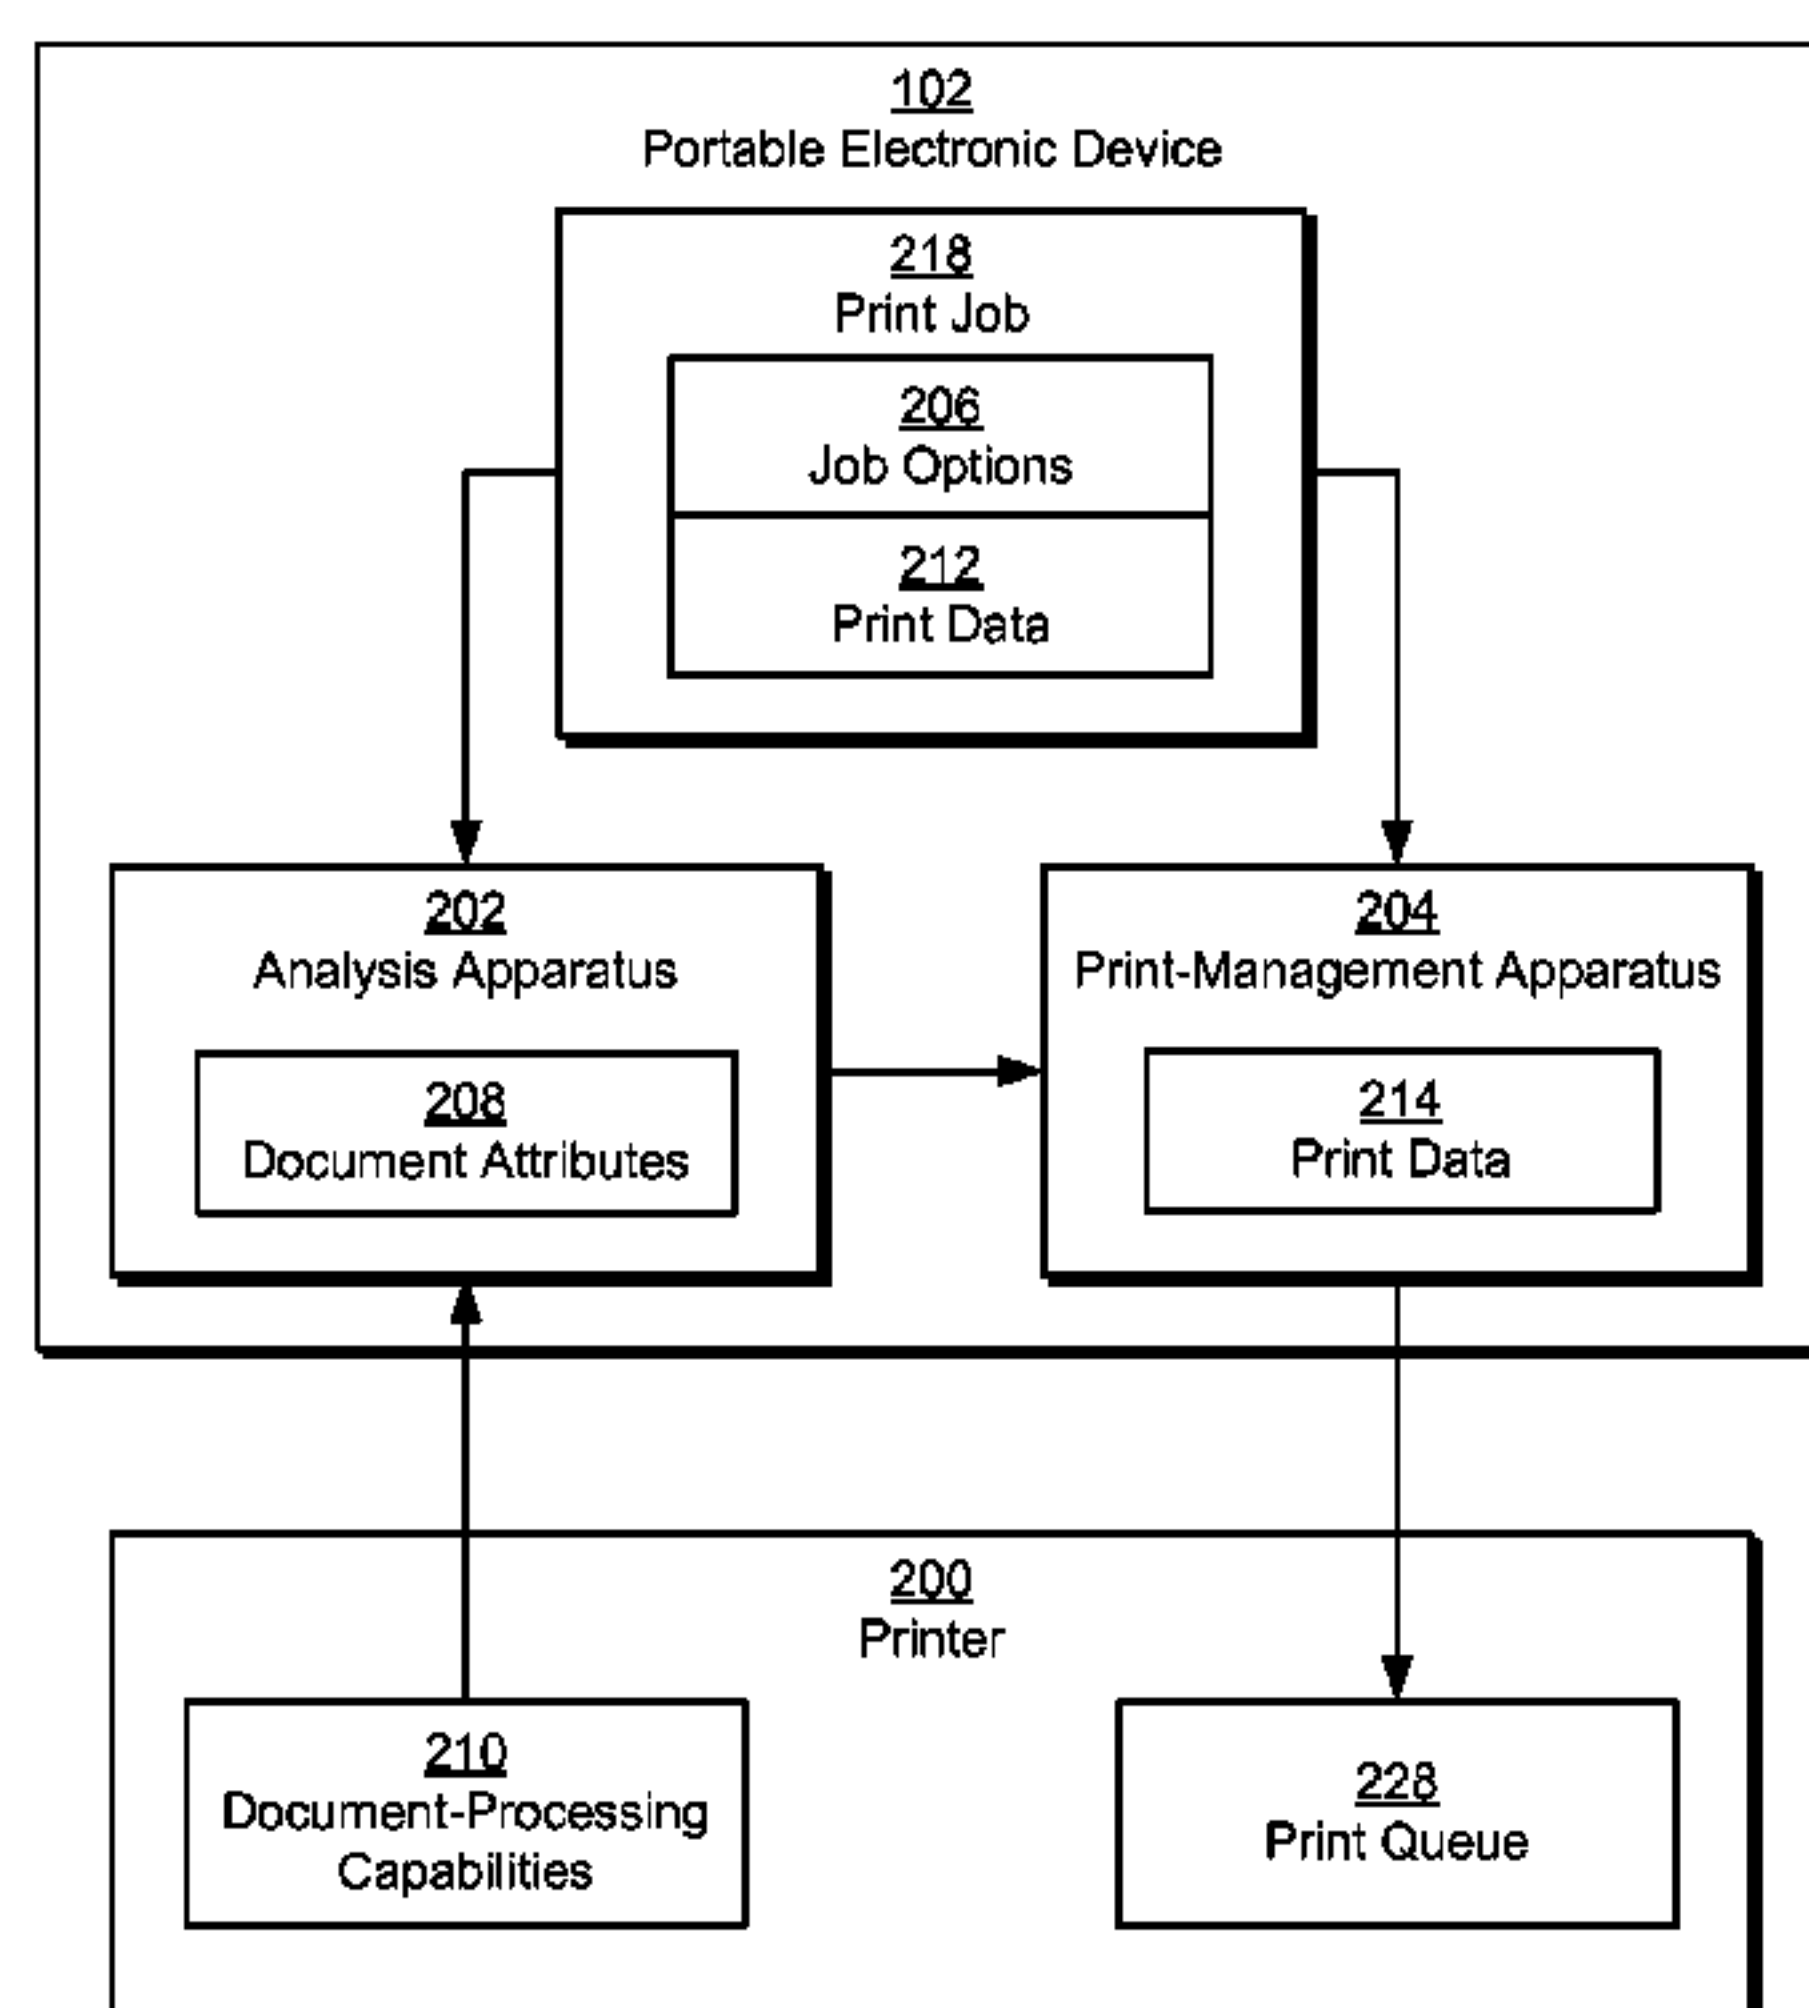 102
Portable Electronic Device
218
Print Job
206
Job Options
212
Print Data
202
Analysis Apparatus
208
Document Attributes
204
Print-Management Apparatus
214
Print Data
200
Printer
210
Document-Processing
Capabilities
228
Print Queue